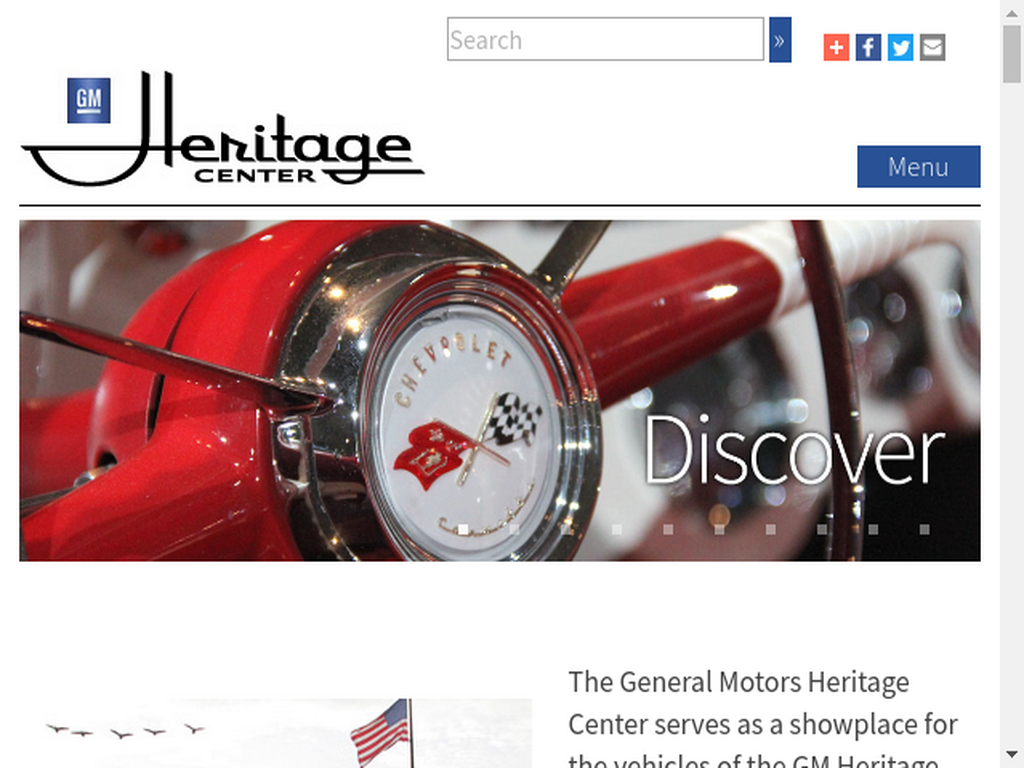 Search
»
GM
Heritage
CENTER
Menu
CHEVROLET
Corvette
Discover
The General Motors Heritage
Center serves as a showplace for
the vehicles of the GM Heritage